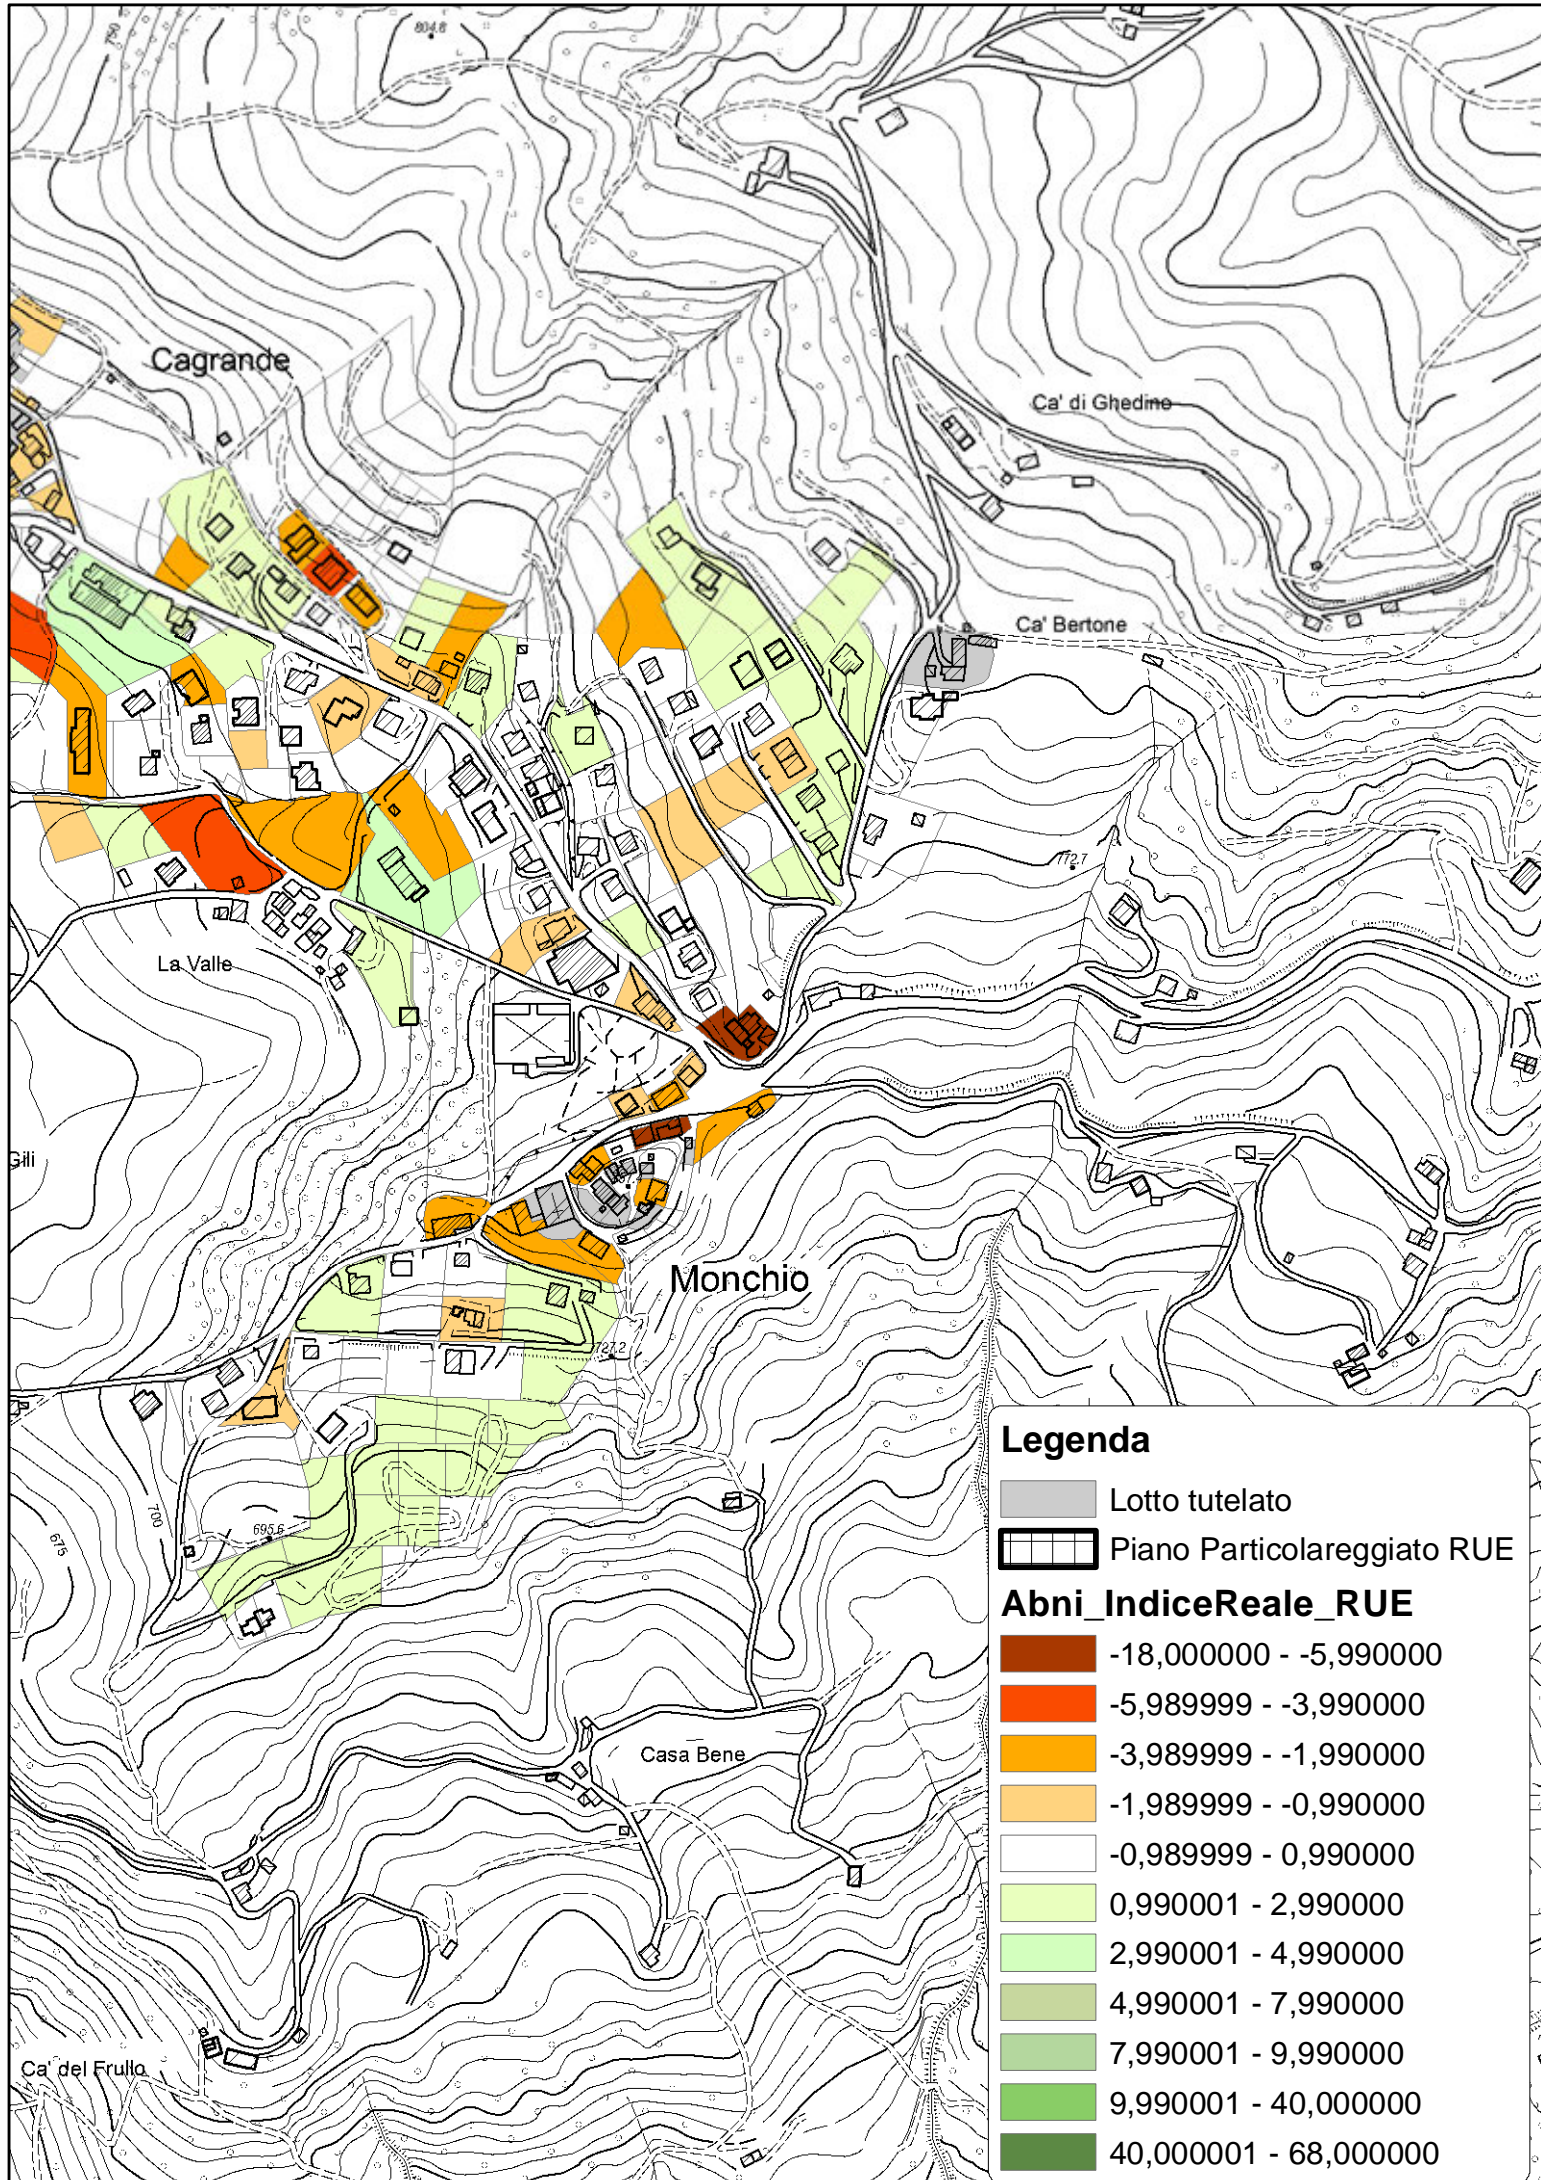 750
804.8
Cagrande
Ca' di Ghedino
Ca' Bertone
772.7
La Valle
Gili
Monchio
727.2
700
695.6
675
Casa Bene
Ca' del Frullo
Legenda
Lotto tutelato
Piano Particolareggiato RUE
Abni_IndiceReale_RUE
-18,000000 - -5,990000
-5,989999 - -3,990000
-3,989999 - -1,990000
-1,989999 - -0,990000
-0,989999 - 0,990000
0,990001 - 2,990000
2,990001 - 4,990000
4,990001 - 7,990000
7,990001 - 9,990000
9,990001 - 40,000000
40,000001 - 68,000000